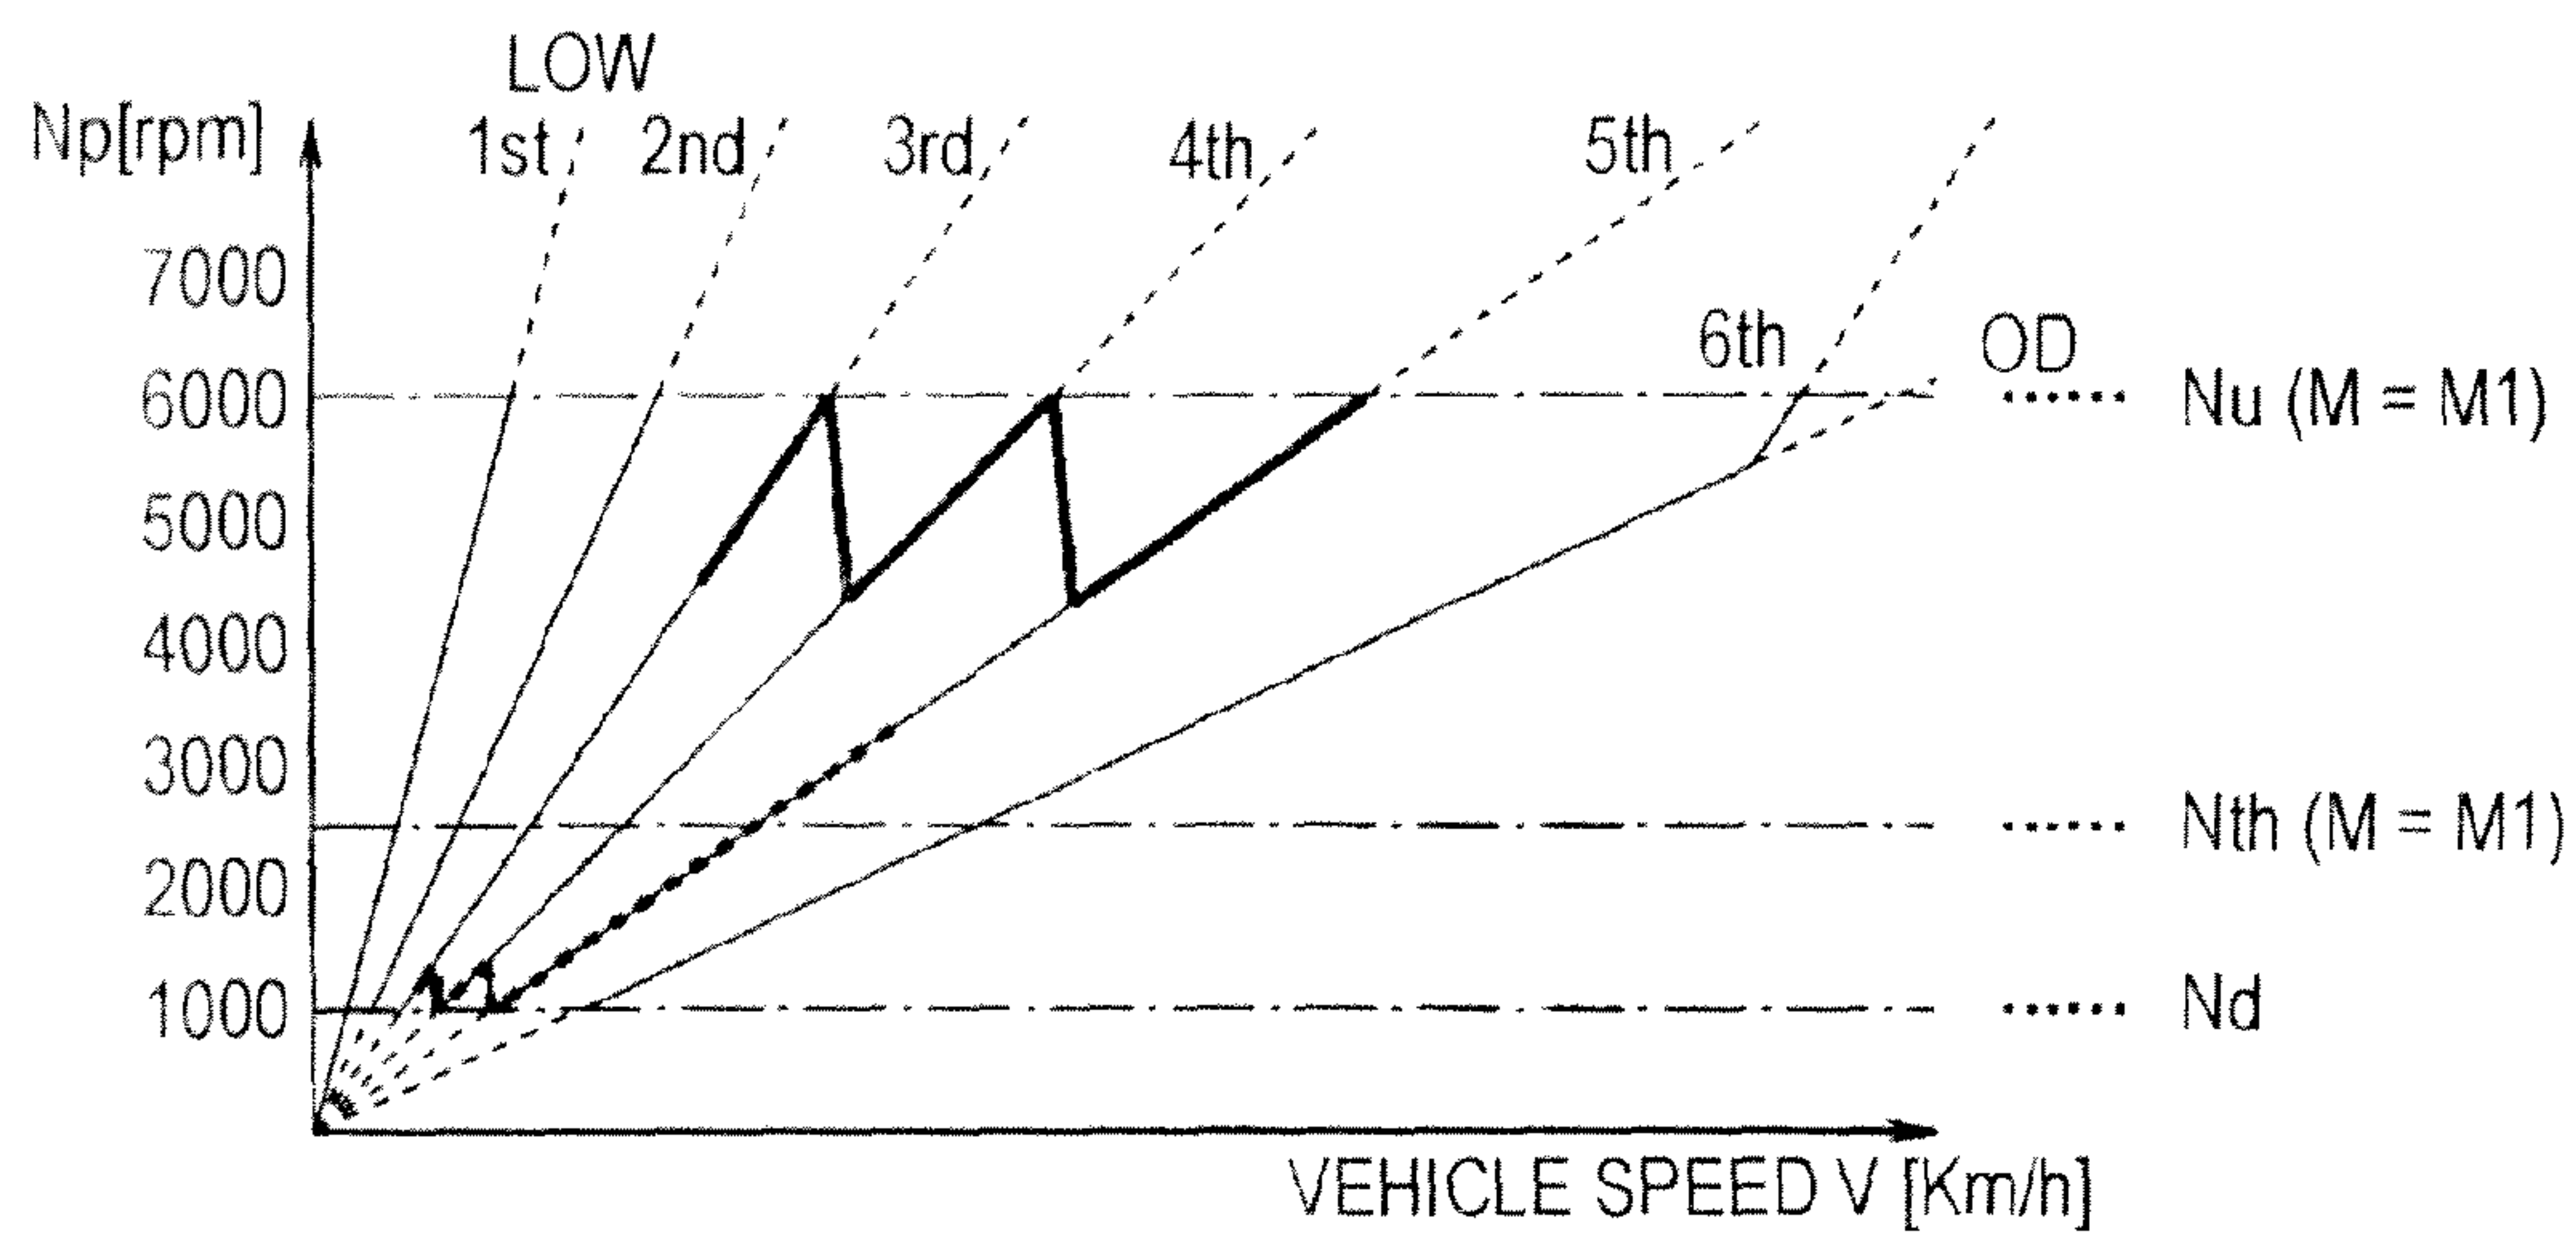 LOW
Np[rpm] 1st 2nd 3rd 4th 5th
7000
6th OD
6000 Nu (M = M1)
5000
4000
3000
Nth (M = M1)
2000
1000 Nd
VEHICLE SPEED V [Km/h]